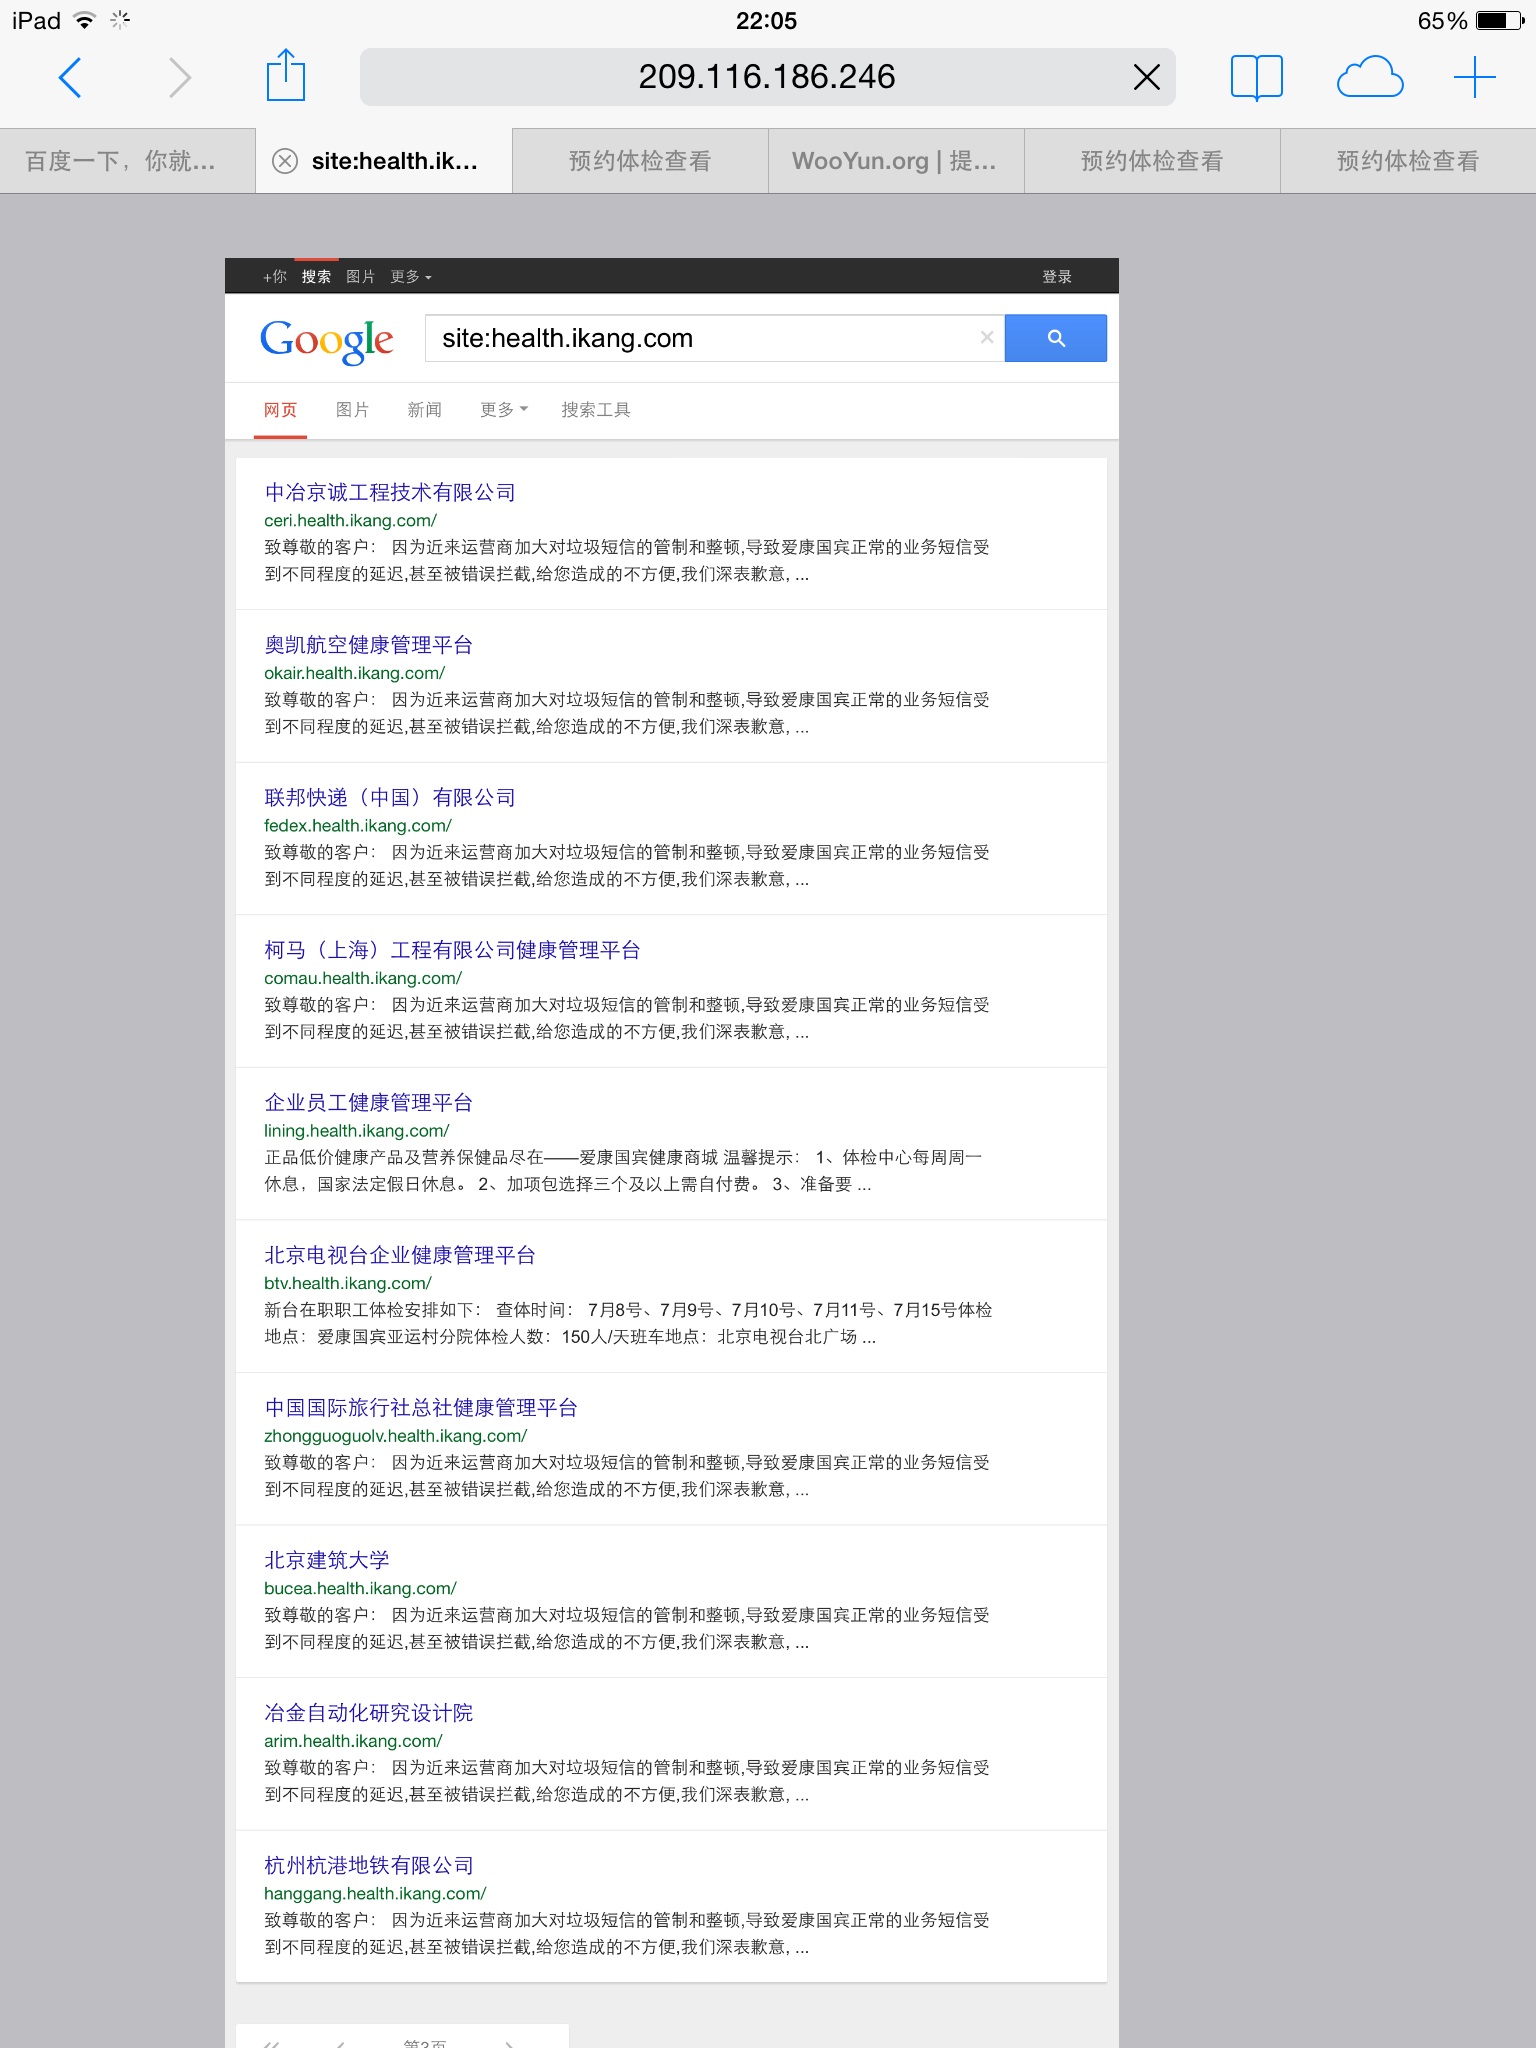 iPad 22:05 65%
209.116.186.246
百度一下，你就... site:health.ik... 预约体检查看 WooYun.org | 提... 预约体检查看 预约体检查看
+你 搜索 图片 更多 登录
Google site:health.ikang.com
网页 图片 新闻 更多 搜索工具
中冶京诚工程技术有限公司
ceri.health.ikang.com/
致尊敬的客户： 因为近来运营商加大对垃圾短信的管制和整顿,导致爱康国宾正常的业务短信受
到不同程度的延迟,甚至被错误拦截,给您造成的不方便,我们深表歉意, ...
奥凯航空健康管理平台
okair.health.ikang.com/
致尊敬的客户： 因为近来运营商加大对垃圾短信的管制和整顿,导致爱康国宾正常的业务短信受
到不同程度的延迟,甚至被错误拦截,给您造成的不方便,我们深表歉意, ...
联邦快递（中国）有限公司
fedex.health.ikang.com/
致尊敬的客户： 因为近来运营商加大对垃圾短信的管制和整顿,导致爱康国宾正常的业务短信受
到不同程度的延迟,甚至被错误拦截,给您造成的不方便,我们深表歉意, ...
柯马（上海）工程有限公司健康管理平台
comau.health.ikang.com/
致尊敬的客户： 因为近来运营商加大对垃圾短信的管制和整顿,导致爱康国宾正常的业务短信受
到不同程度的延迟,甚至被错误拦截,给您造成的不方便,我们深表歉意, ...
企业员工健康管理平台
lining.health.ikang.com/
正品低价健康产品及营养保健品尽在——爱康国宾健康商城 温馨提示： 1、体检中心每周周一
休息，国家法定假日休息。 2、加项包选择三个及以上需自付费。 3、准备要 ...
北京电视台企业健康管理平台
btv.health.ikang.com/
新台在职职工体检安排如下： 查体时间： 7月8号、7月9号、7月10号、7月11号、7月15号体检
地点：爱康国宾亚运村分院体检人数：150人/天班车地点：北京电视台北广场 ...
中国国际旅行社总社健康管理平台
zhongguoguolv.health.ikang.com/
致尊敬的客户： 因为近来运营商加大对垃圾短信的管制和整顿,导致爱康国宾正常的业务短信受
到不同程度的延迟,甚至被错误拦截,给您造成的不方便,我们深表歉意, ...
北京建筑大学
bucea.health.ikang.com/
致尊敬的客户： 因为近来运营商加大对垃圾短信的管制和整顿,导致爱康国宾正常的业务短信受
到不同程度的延迟,甚至被错误拦截,给您造成的不方便,我们深表歉意, ...
冶金自动化研究设计院
arim.health.ikang.com/
致尊敬的客户： 因为近来运营商加大对垃圾短信的管制和整顿,导致爱康国宾正常的业务短信受
到不同程度的延迟,甚至被错误拦截,给您造成的不方便,我们深表歉意, ...
杭州杭港地铁有限公司
hanggang.health.ikang.com/
致尊敬的客户： 因为近来运营商加大对垃圾短信的管制和整顿,导致爱康国宾正常的业务短信受
到不同程度的延迟,甚至被错误拦截,给您造成的不方便,我们深表歉意, ...